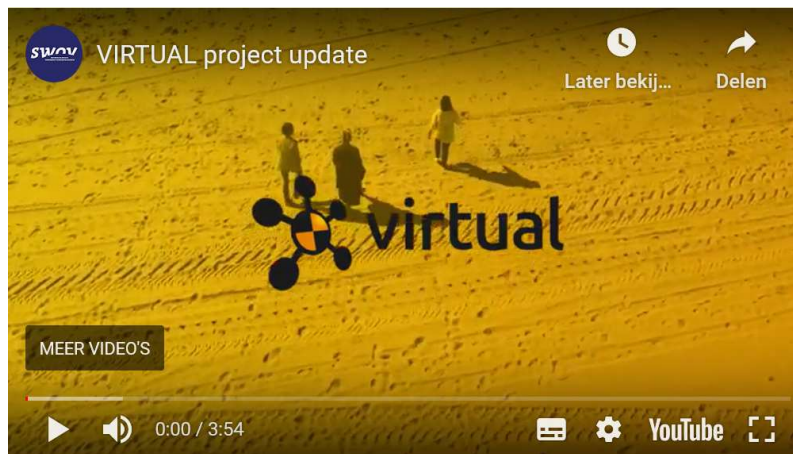 swov
VIRTUAL project update
Later bekij...
Delen
virtual
MEER VIDEO'S
0:00 / 3:54
YouTube